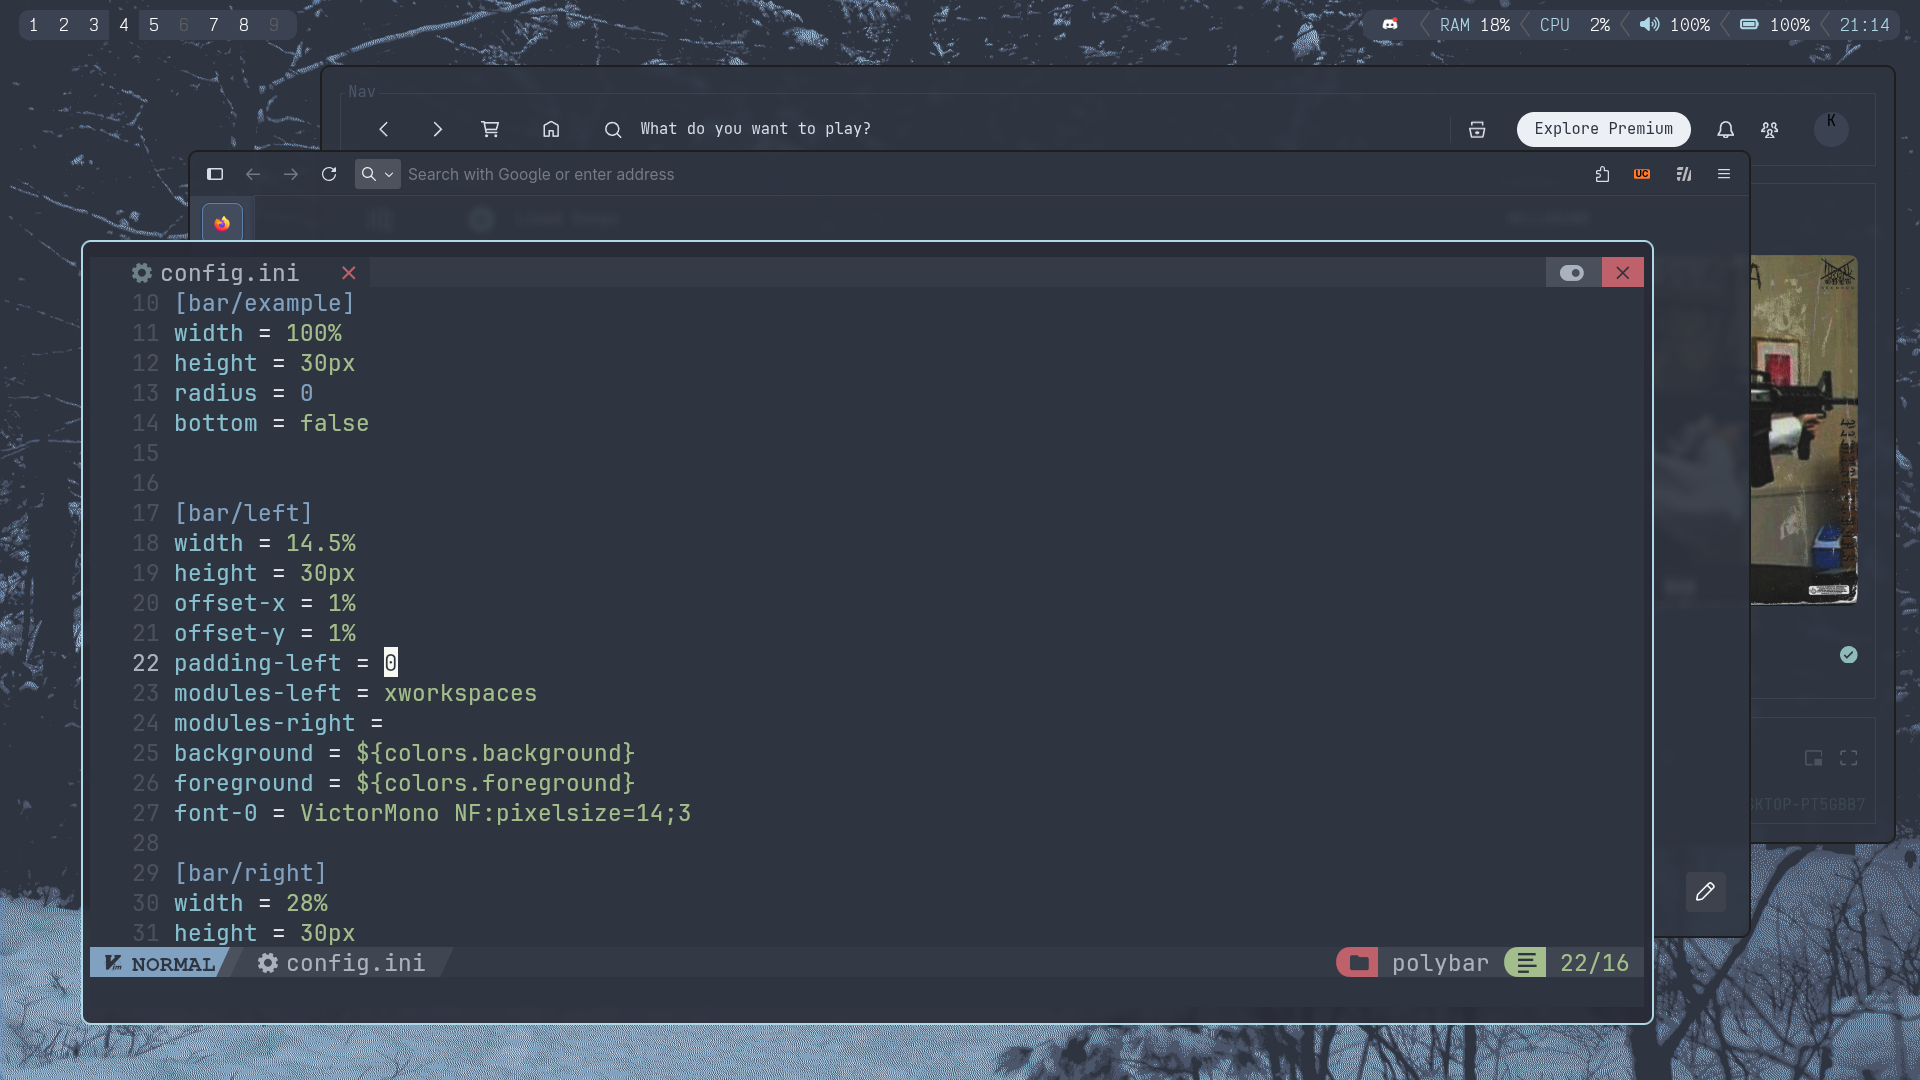 1 2 3 4 5 6 7 8 9
RAM 18% CPU 2% 100% 100% 21:14
Nav
What do you want to play?
Explore Premium
K
Search with Google or enter address
UC
config.ini
10 [bar/example]
11 width = 100%
12 height = 30px
13 radius = 0
14 bottom = false
15
16
17 [bar/left]
18 width = 14.5%
19 height = 30px
20 offset-x = 1%
21 offset-y = 1%
22 padding-left = 0
23 modules-left = xworkspaces
24 modules-right =
25 background = ${colors.background}
26 foreground = ${colors.foreground}
27 font-0 = VictorMono NF:pixelsize=14;3
28
29 [bar/right]
30 width = 28%
31 height = 30px
NORMAL config.ini polybar 22/16